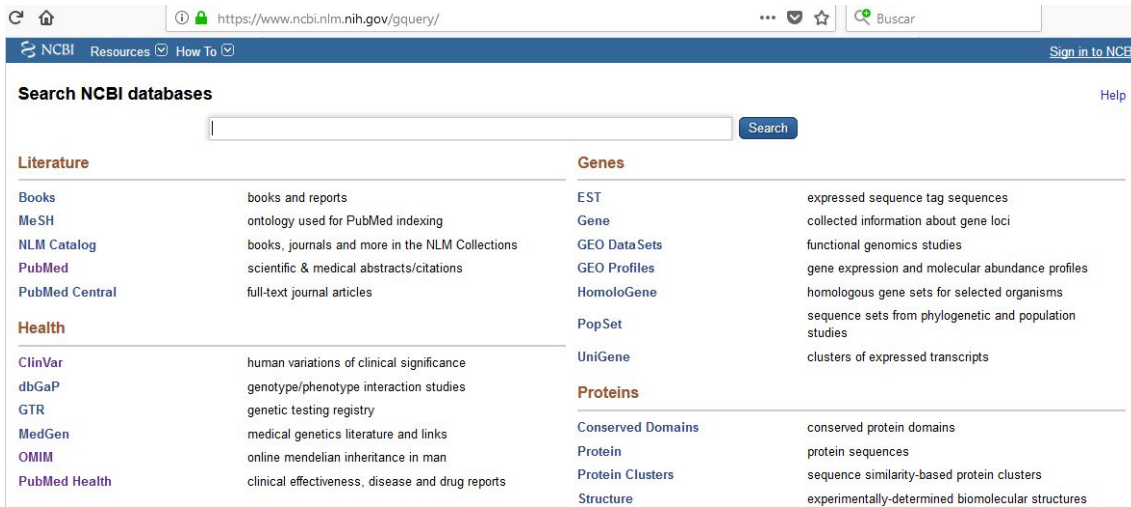 https://www.ncbi.nlm.nih.gov/gquery/
Buscar
NCBI Resources How To
Sign in to NCB
Search NCBI databases
Help
Search
Literature
Books books and reports
MeSH ontology used for PubMed indexing
NLM Catalog books, journals and more in the NLM Collections
PubMed scientific & medical abstracts/citations
PubMed Central full-text journal articles
Health
ClinVar human variations of clinical significance
dbGaP genotype/phenotype interaction studies
GTR genetic testing registry
MedGen medical genetics literature and links
OMIM online mendelian inheritance in man
PubMed Health clinical effectiveness, disease and drug reports
Genes
EST expressed sequence tag sequences
Gene collected information about gene loci
GEO DataSets functional genomics studies
GEO Profiles gene expression and molecular abundance profiles
HomoloGene homologous gene sets for selected organisms
PopSet sequence sets from phylogenetic and population
studies
UniGene clusters of expressed transcripts
Proteins
Conserved Domains conserved protein domains
Protein protein sequences
Protein Clusters sequence similarity-based protein clusters
Structure experimentally-determined biomolecular structures